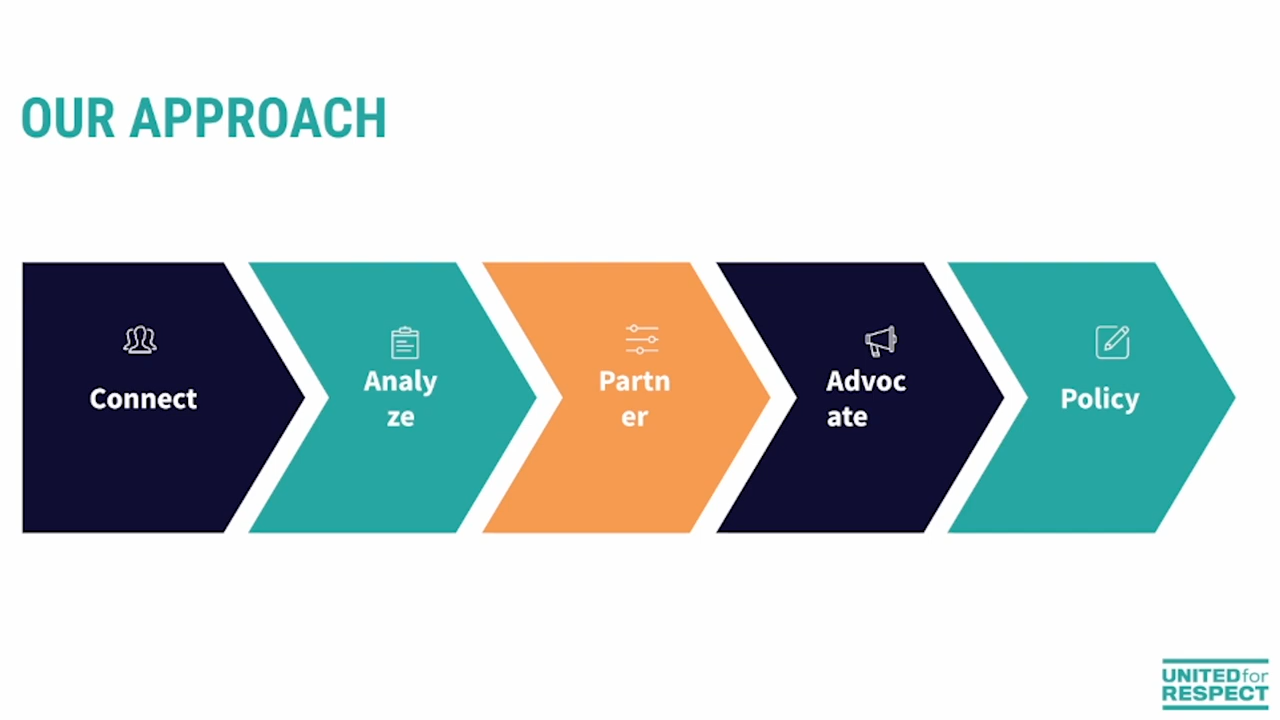 OUR APPROACH
Connect
Analy
ze
Partn
er
Advoc
ate
Policy
UNITED for
RESPECT